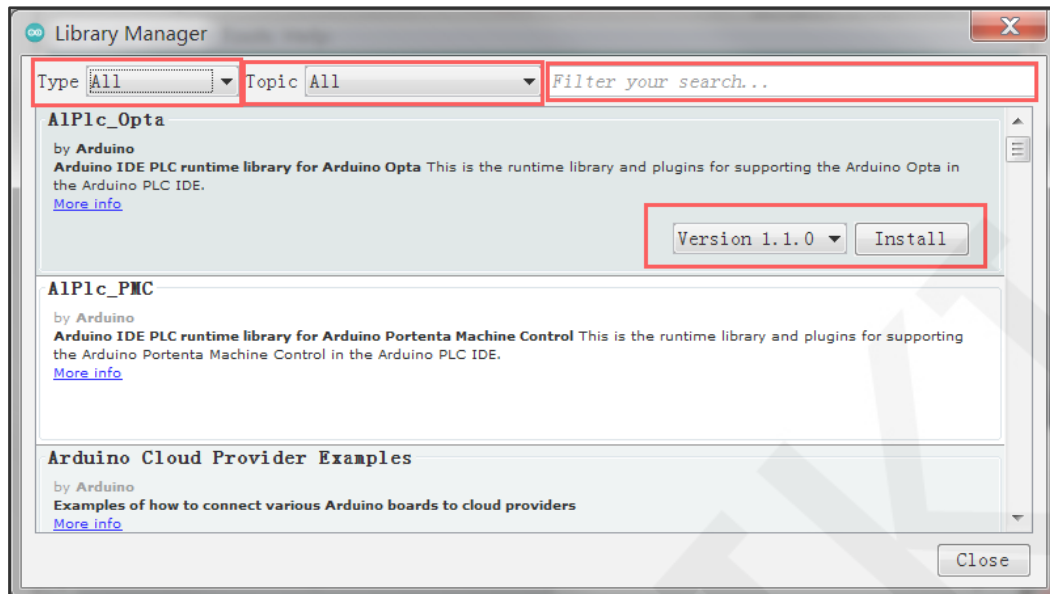 Library Manager
Type All Topic All Filter your search...
AlPlc_Opta
by Arduino
Arduino IDE PLC runtime library for Arduino Opta This is the runtime library and plugins for supporting the Arduino Opta in
the Arduino PLC IDE.
More info
Version 1.1.0 Install
AlPlc_PMC
by Arduino
Arduino IDE PLC runtime library for Arduino Portenta Machine Control This is the runtime library and plugins for supporting
the Arduino Portenta Machine Control in the Arduino PLC IDE.
More info
Arduino Cloud Provider Examples
by Arduino
Examples of how to connect various Arduino boards to cloud providers
More info
Close